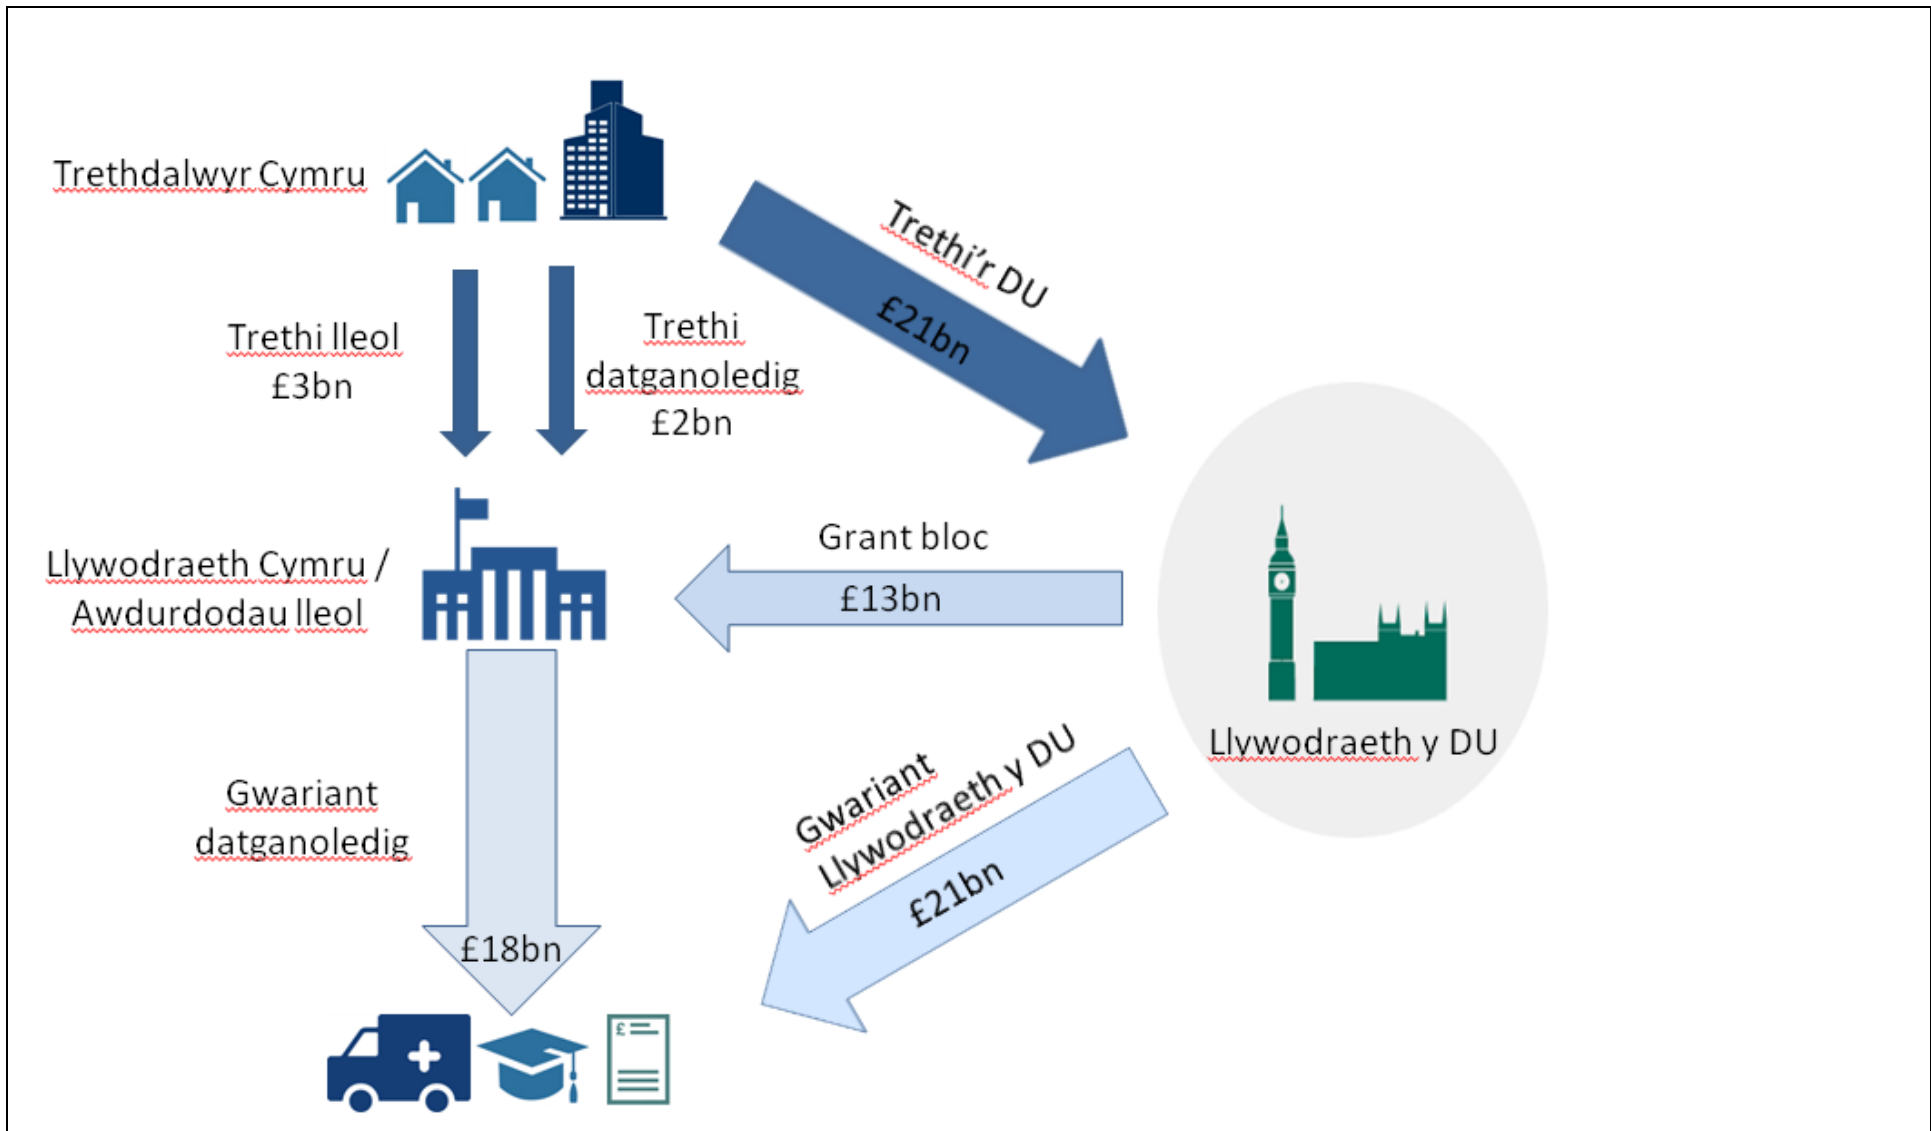 Trethdalwyr Cymru
Trethi'r DU
£21bn
Trethi lleol
£3bn
Trethi
datganoledig
£2bn
Grant bloc
£13bn
Llywodraeth Cymru /
Awdurdodau lleol
Llywodraeth y DU
Gwariant
Llywodraeth y DU
£21bn
Gwariant
datganoledig
£18bn
£